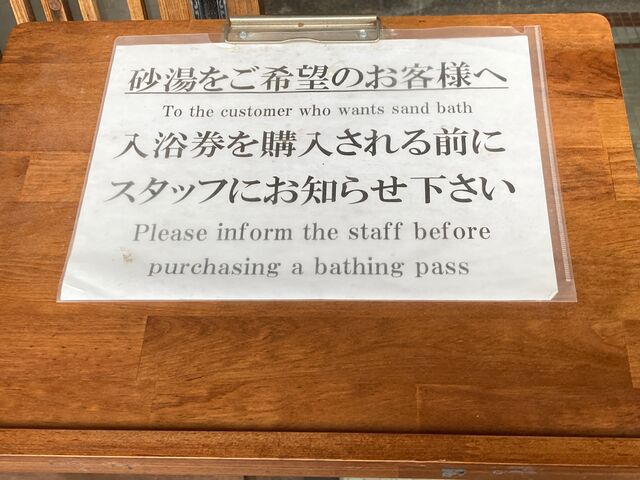 砂湯をご希望のお客様へ
To the customer who wants sand bath
入浴券を購入される前に
スタッフにお知らせ下さい
Please inform the staff before
purchasing a bathing pass